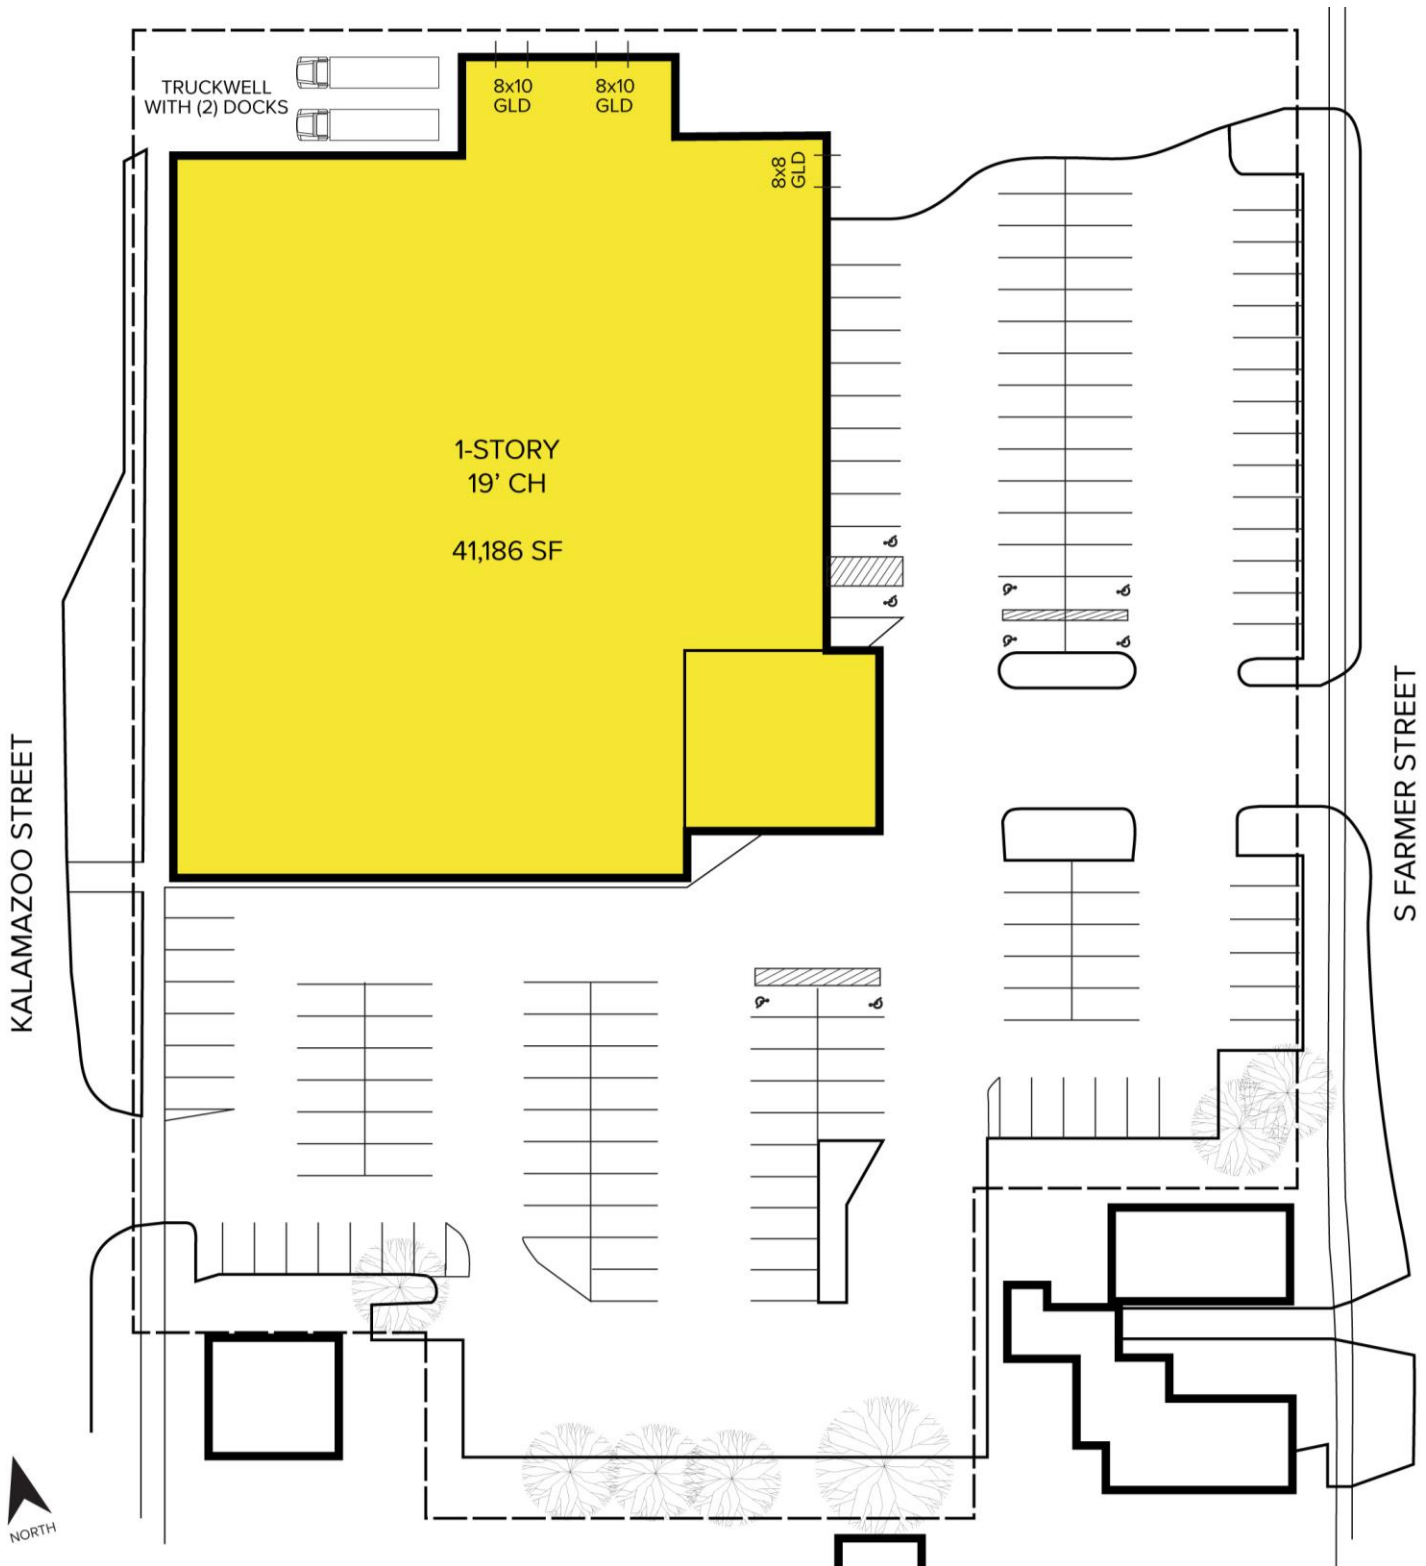 TRUCKWELL
WITH (2) DOCKS
8x10
GLD
8x10
GLD
8x8
GLD
1-STORY
19’ CH
41,186 SF
KALAMAZOO STREET
S FARMER STREET
NORTH